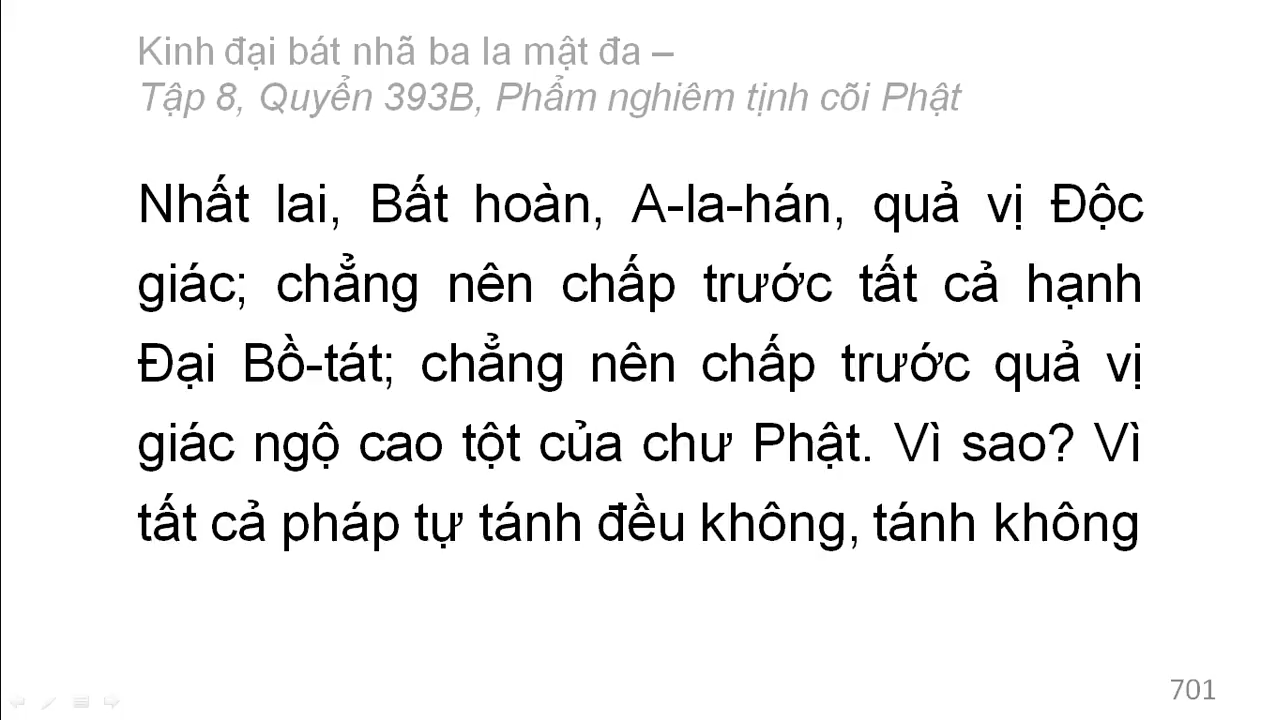 Kinh đại bát nhã ba la mật đa –
Tập 8, Quyển 393B, Phẩm nghiêm tịnh cõi Phật
Nhất lai, Bất hoàn, A-la-hán, quả vị Độc
giác; chẳng nên chấp trước tất cả hạnh
Đại Bồ-tát; chẳng nên chấp trước quả vị
giác ngộ cao tột của chư Phật. Vì sao? Vì
tất cả pháp tự tánh đều không, tánh không
701